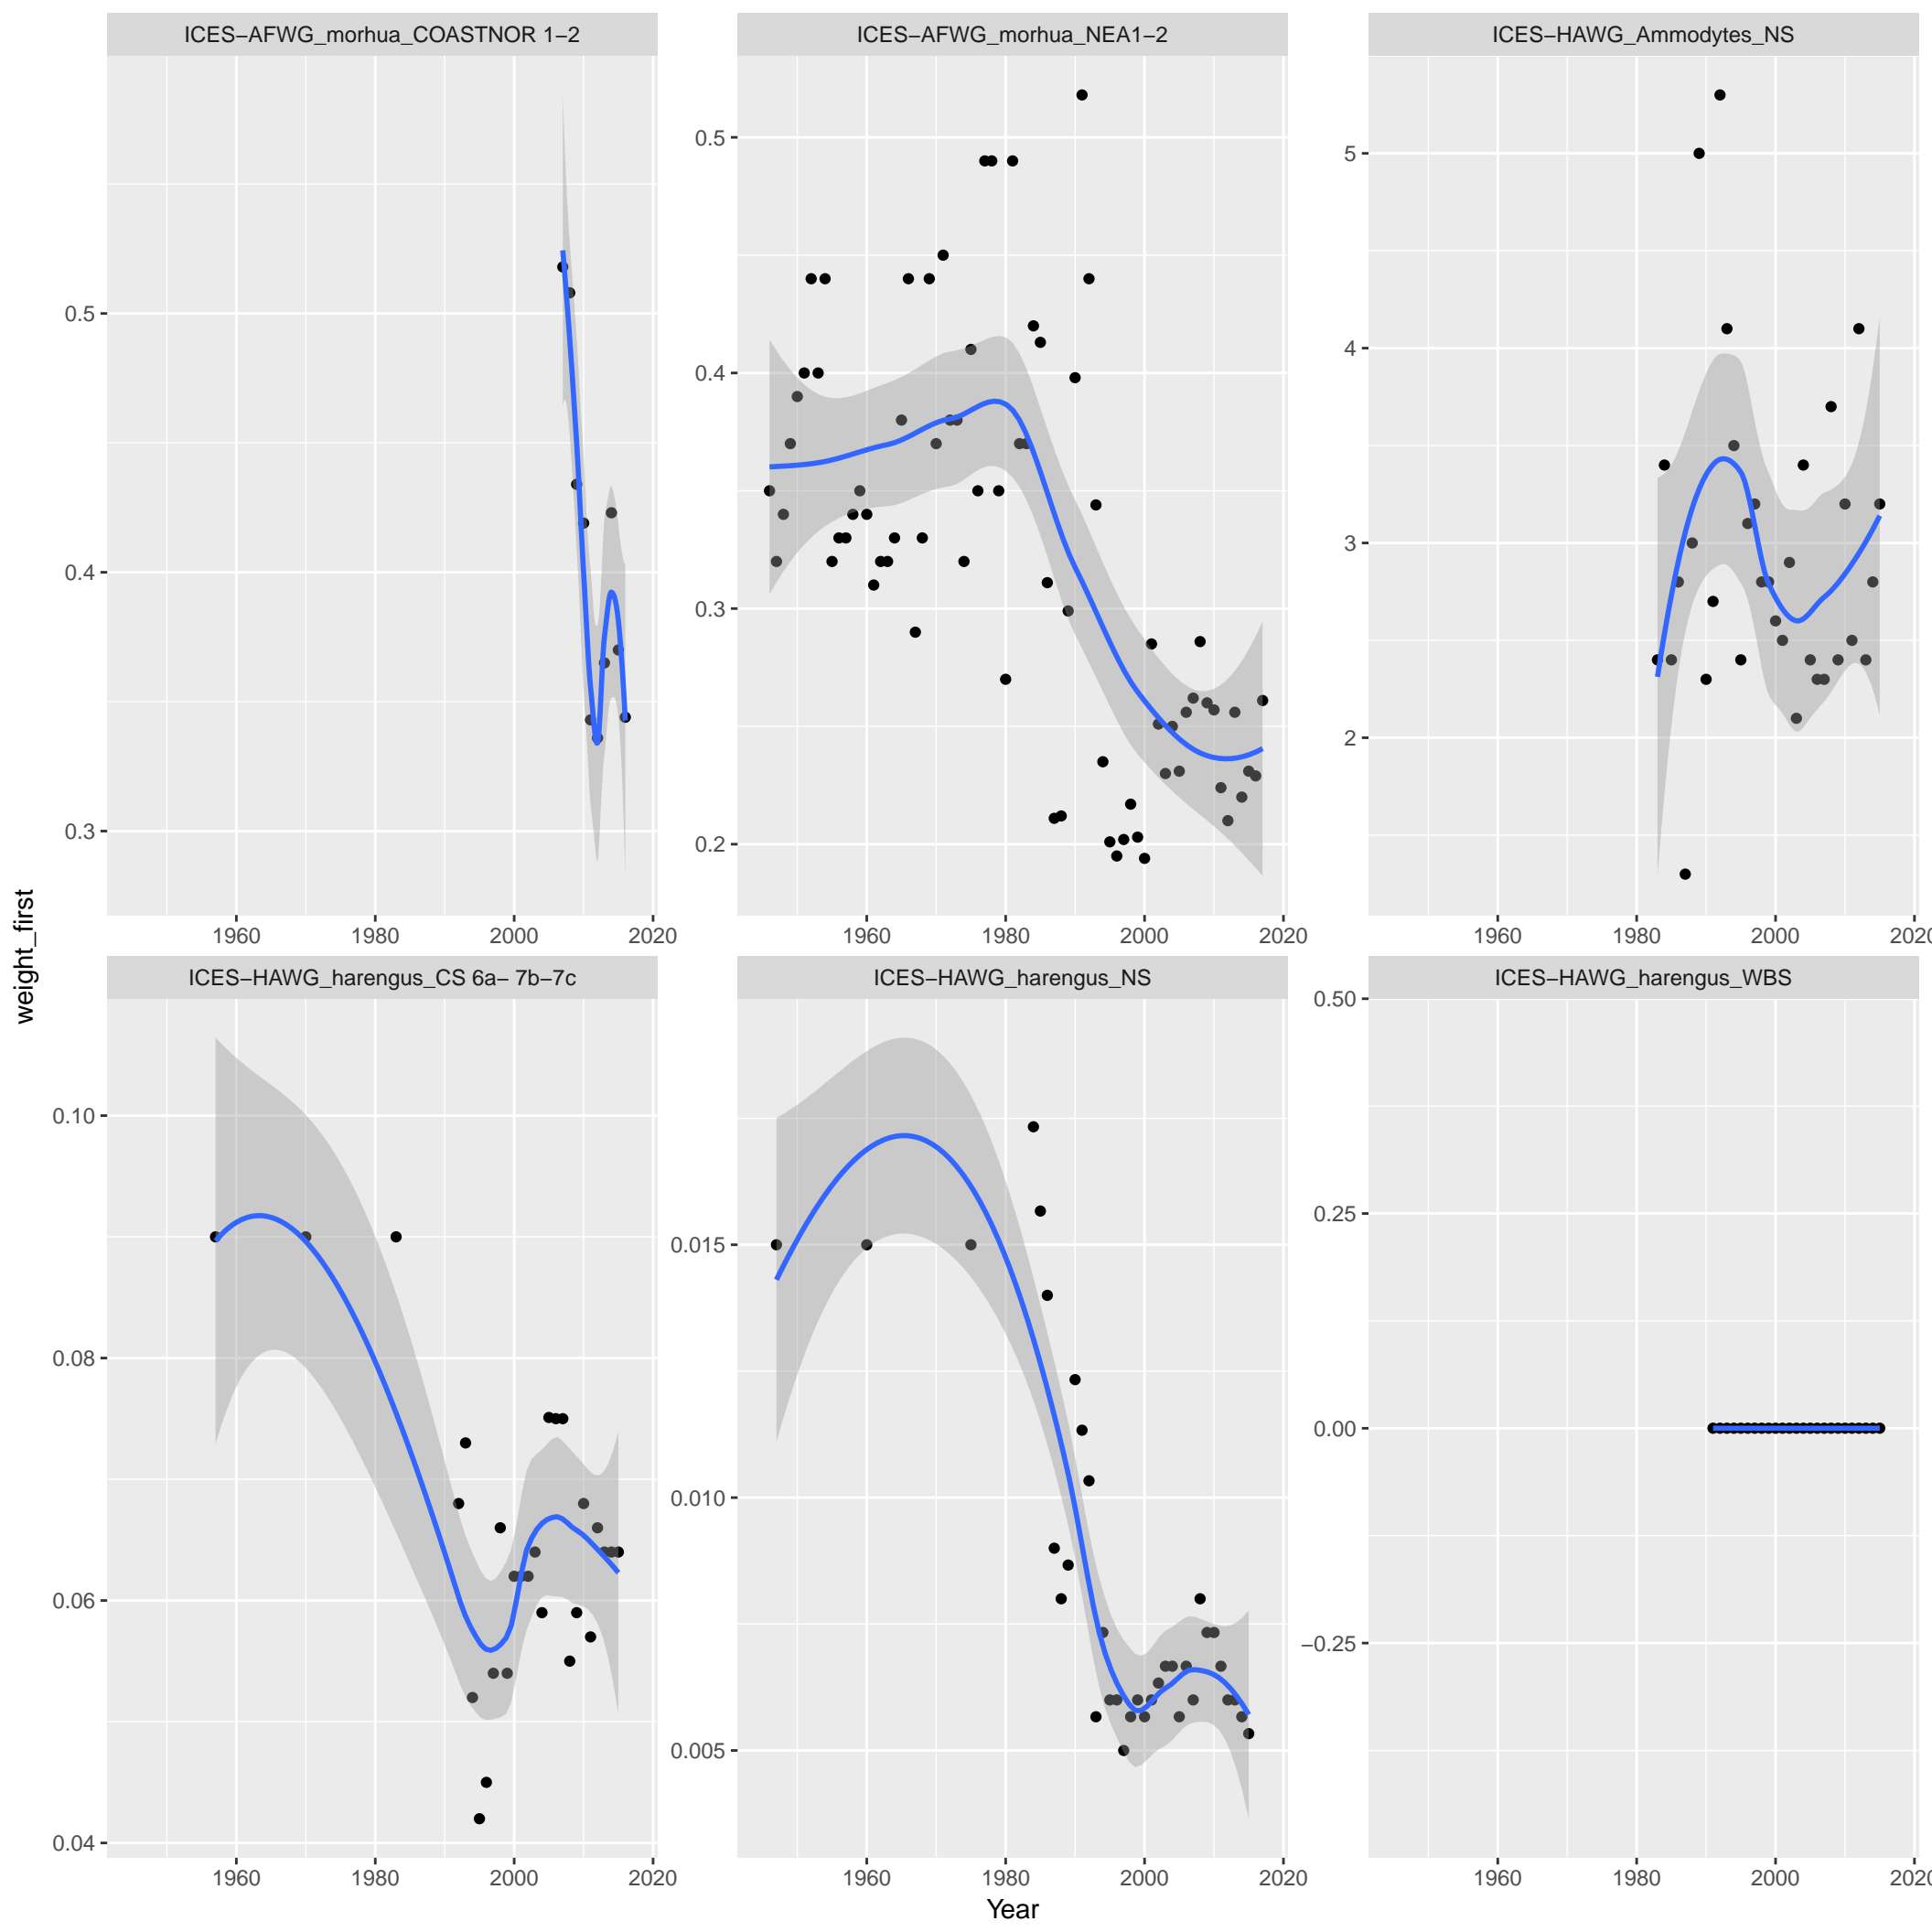 ICES−AFWG_morhua_COASTNOR 1−2
ICES−AFWG_morhua_NEA1−2
ICES−HAWG_Ammodytes_NS
0.5
0.4
0.3
0.5
0.4
0.3
0.2
5
4
3
2
1960 1980 2000 2020
1960 1980 2000 2020
1960 1980 2000 2020
ICES−HAWG_harengus_CS 6a− 7b−7c
ICES−HAWG_harengus_NS
ICES−HAWG_harengus_WBS
0.10
0.08
0.06
0.04
0.015
0.010
0.005
0.50
0.25
0.00
−0.25
1960 1980 2000 2020
1960 1980 2000 2020
1960 1980 2000 2020
weight_first
Year